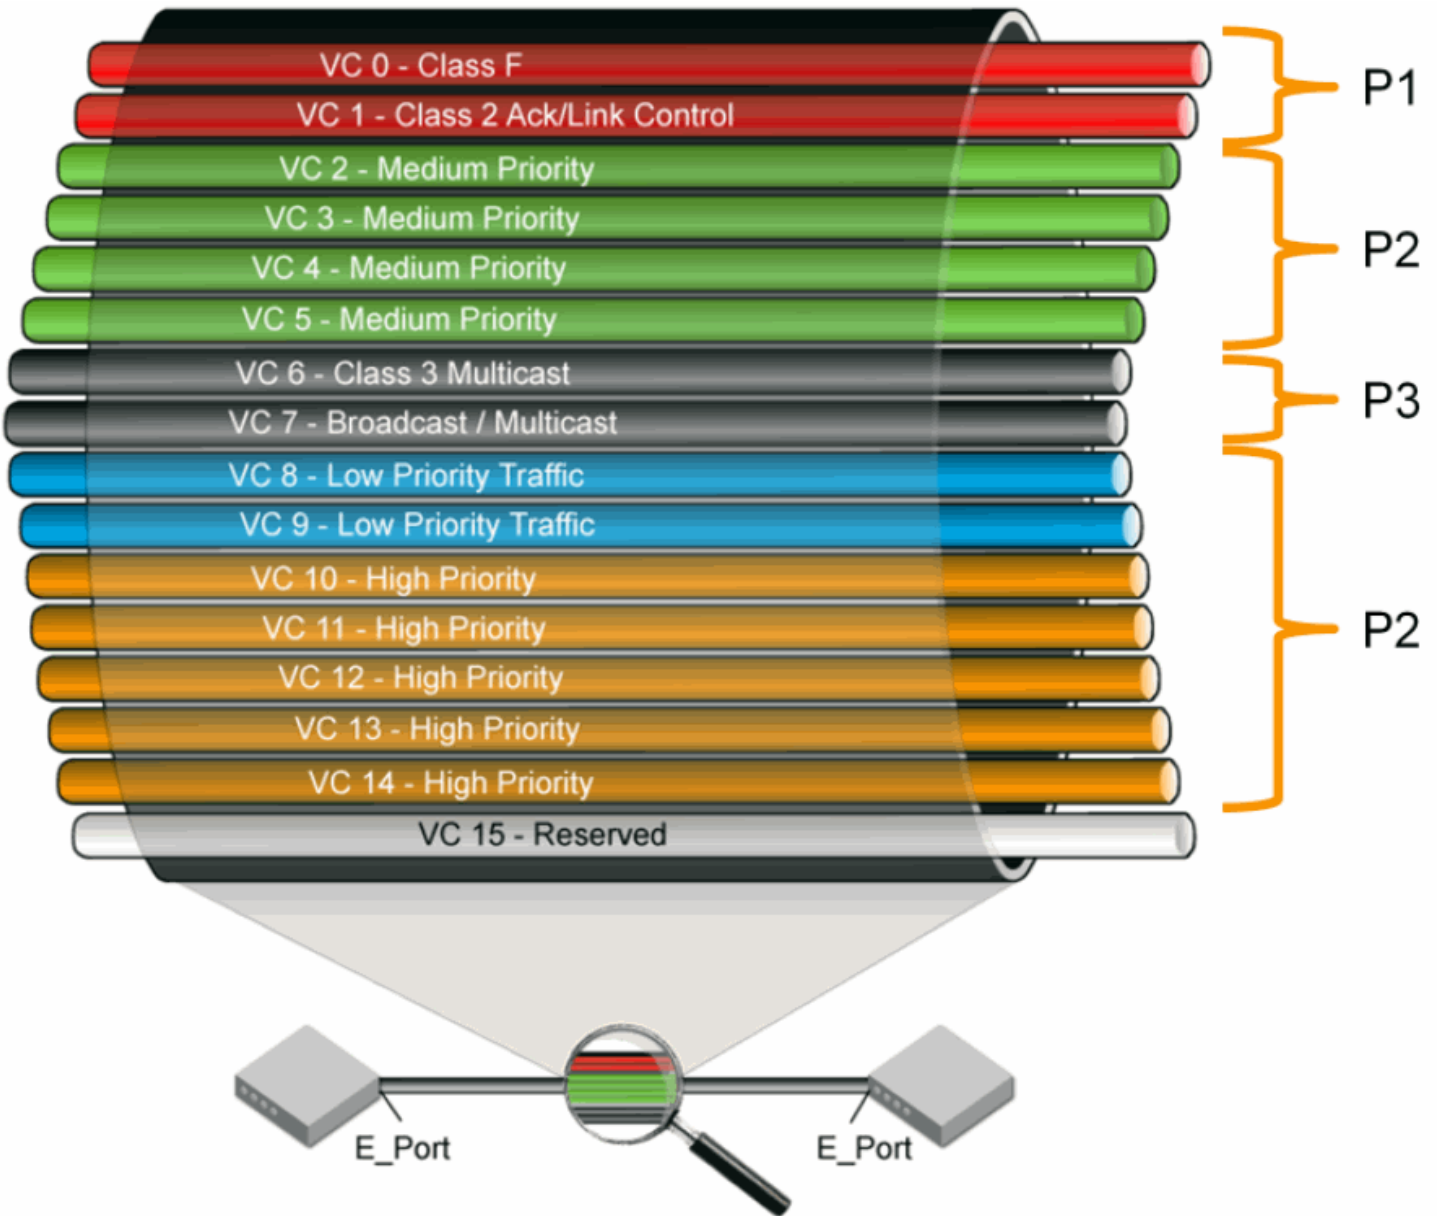 VC 0 - Class F
VC 1 - Class 2 Ack/Link Control
P1
VC 2 - Medium Priority
VC 3 - Medium Priority
VC 4 - Medium Priority
VC 5 - Medium Priority
P2
VC 6 - Class 3 Multicast
VC 7 - Broadcast / Multicast
P3
VC 8 - Low Priority Traffic
VC 9 - Low Priority Traffic
VC 10 - High Priority
VC 11 - High Priority
VC 12 - High Priority
VC 13 - High Priority
VC 14 - High Priority
P2
VC 15 - Reserved
E_Port
E_Port